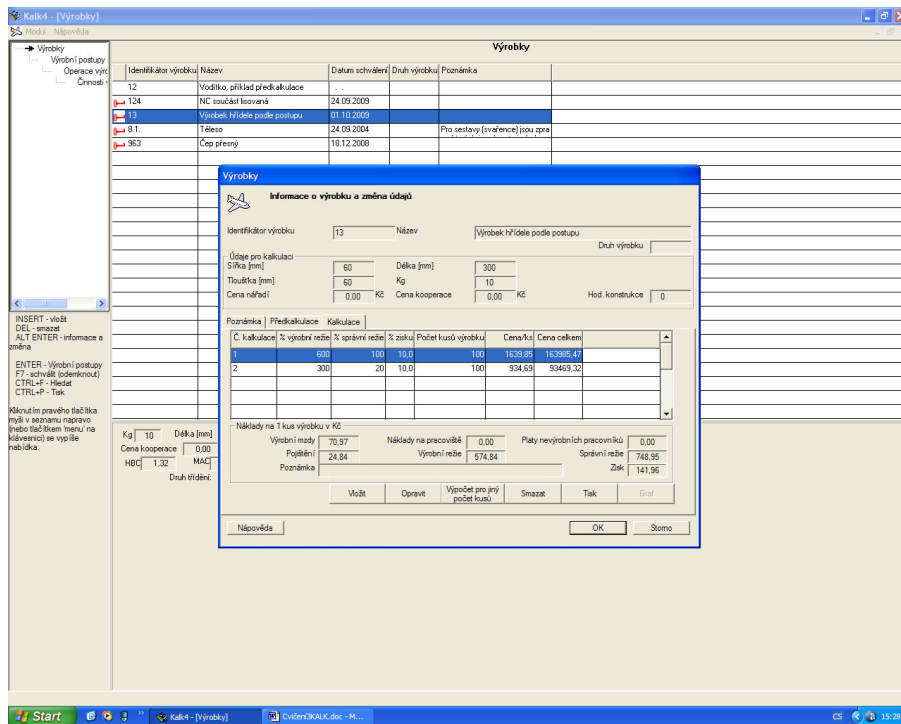 Kalk4 - [Výrobky]
Modul Nápověda
Výrobky
Výrobní postupy
Operace výrc
Činnosti v
Výrobky
Identifikátor výrobku Název Datum schválení Druh výrobku Poznámka
12 Vodítko, příklad předkalkulace . .
124 NC součást lisovaná 24.09.2009
13 Výrobek hřídele podle postupu 01.10.2009
8.1. Těleso 24.09.2004 Pro sestavy (svařence) jsou zpra
963 Čep přesný 18.12.2008
INSERT - vložit
DEL - smazat
ALT ENTER - informace a
změna
ENTER - Výrobní postupy
F7 - schválit (odemknout)
CTRL+F - Hledat
CTRL+P - Tisk
Kliknutím pravého tlačítka
myši v seznamu napravo
(nebo tlačítkem 'menu' na
klávesnici) se vypíše
nabídka.
Kg 10 Délka [mm]
Cena kooperace 0,00
HBC 1,32 MAC
Druh třídění:
Výrobky
Informace o výrobku a změna údajů
Identifikátor výrobku 13 Název Výrobek hřídele podle postupu
Druh výrobku
Údaje pro kalkulaci
Šířka [mm] 60 Délka [mm] 300
Tloušťka [mm] 60 Kg 10
Cena nářadí 0,00 Kč Cena kooperace 0,00 Kč Hod. konstrukce 0
Poznámka Předkalkulace Kalkulace
Č. kalkulace % výrobní režie % správní režie % zisku Počet kusů výrobku Cena/ks Cena celkem
1 600 100 10,0 100 1639,85 163985,47
2 300 20 10,0 100 934,69 93469,32
Náklady na 1 kus výrobku v Kč
Výrobní mzdy 70,97 Náklady na pracoviště 0,00 Platy nevýrobních pracovníků 0,00
Pojištění 24,84 Výrobní režie 574,84 Správní režie 748,95
Poznámka Zisk 141,96
Vložit Opravit Výpočet pro jiný počet kusů Smazat Tisk Graf
Nápověda OK Storno
Start Kalk4 - [Výrobky] Cvičení3KALK.doc - M... CS 15:28